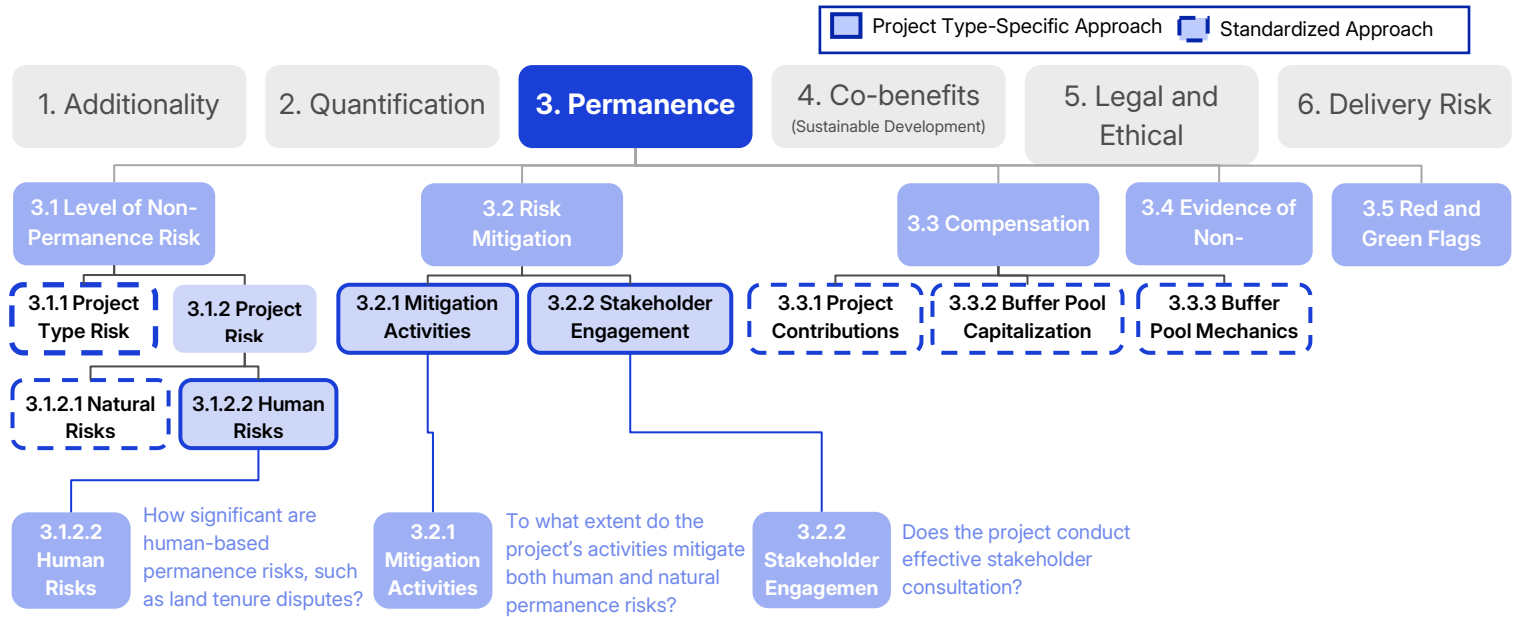 Project Type-Specific Approach
Standardized Approach
1. Additionality
2. Quantification
3. Permanence
4. Co-benefits
(Sustainable Development)
5. Legal and
Ethical
6. Delivery Risk
3.1 Level of Non-
Permanence Risk
3.2 Risk
Mitigation
3.3 Compensation
3.4 Evidence of
Non-
3.5 Red and
Green Flags
3.1.1 Project
Type Risk
3.1.2 Project
Risk
3.2.1 Mitigation
Activities
3.2.2 Stakeholder
Engagement
3.3.1 Project
Contributions
3.3.2 Buffer Pool
Capitalization
3.3.3 Buffer
Pool Mechanics
3.1.2.1 Natural
Risks
3.1.2.2 Human
Risks
3.1.2.2
Human
Risks
How significant are
human-based
permanence risks, such
as land tenure disputes?
3.2.1
Mitigation
Activities
To what extent do the
project's activities mitigate
both human and natural
permanence risks?
3.2.2
Stakeholder
Engagemen
Does the project conduct
effective stakeholder
consultation?